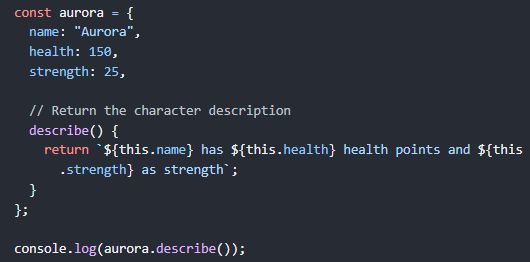 const aurora = {
  name: "Aurora",
  health: 150,
  strength: 25,

  // Return the character description
  describe() {
    return `${this.name} has ${this.health} health points and ${this
      .strength} as strength`;
  }
};

console.log(aurora.describe());